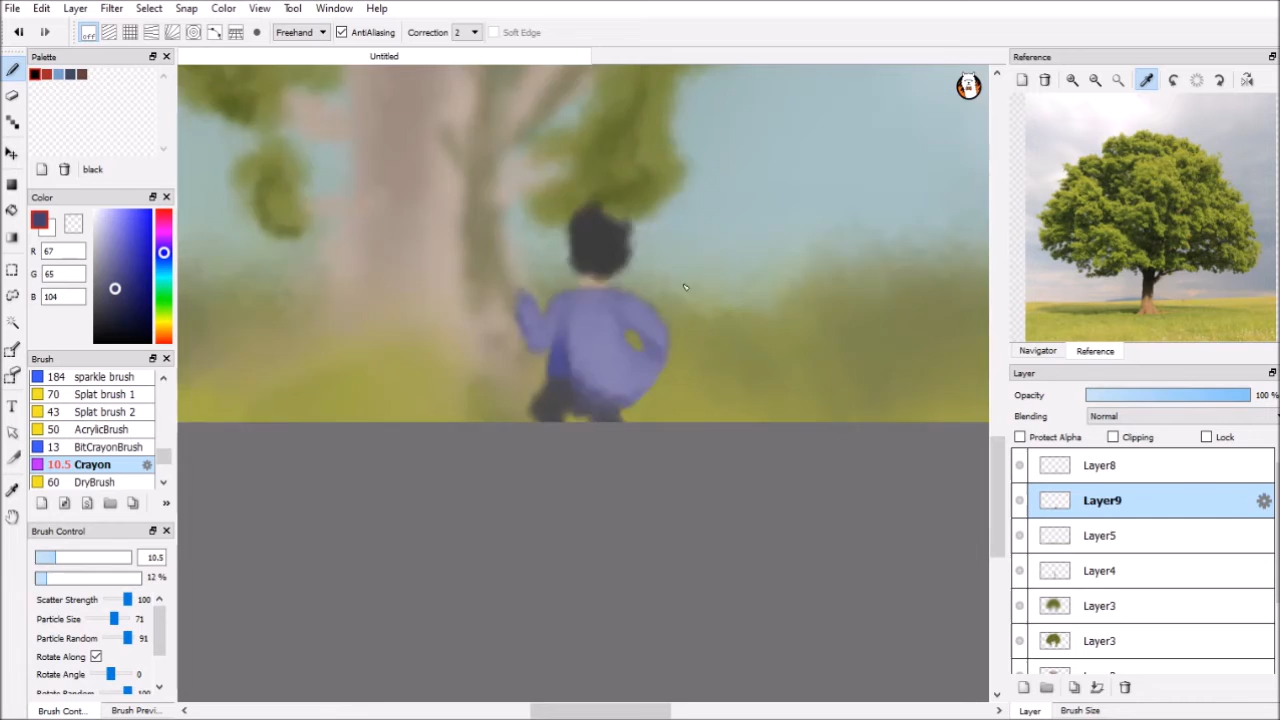 File Edit Layer Filter Select Snap Color View Tool Window Help
off Freehand AntiAliasing Correction 2 Soft Edge
Palette
Untitled
Reference
black
Color
R 67
G 65
B 104
Brush
184 sparkle brush
70 Splat brush 1
43 Splat brush 2
50 AcrylicBrush
13 BitCrayonBrush
10.5 Crayon
60 DryBrush
Brush Control
10.5
12 %
Scatter Strength 100
Particle Size 71
Particle Random 91
Rotate Along
Rotate Angle 0
Rotate Random 100
Brush Cont... Brush Previ...
Navigator Reference
Layer
Opacity 100 %
Blending Normal
Protect Alpha Clipping Lock
Layer8
Layer9
Layer5
Layer4
Layer3
Layer3
Layer Brush Size